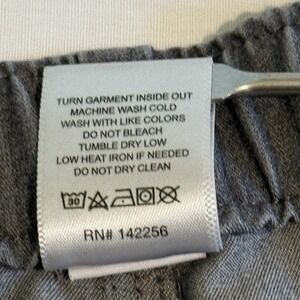 TURN GARMENT INSIDE OUT
MACHINE WASH COLD
WASH WITH LIKE COLORS
DO NOT BLEACH
TUMBLE DRY LOW
LOW HEAT IRON IF NEEDED
DO NOT DRY CLEAN
30
RN# 142256